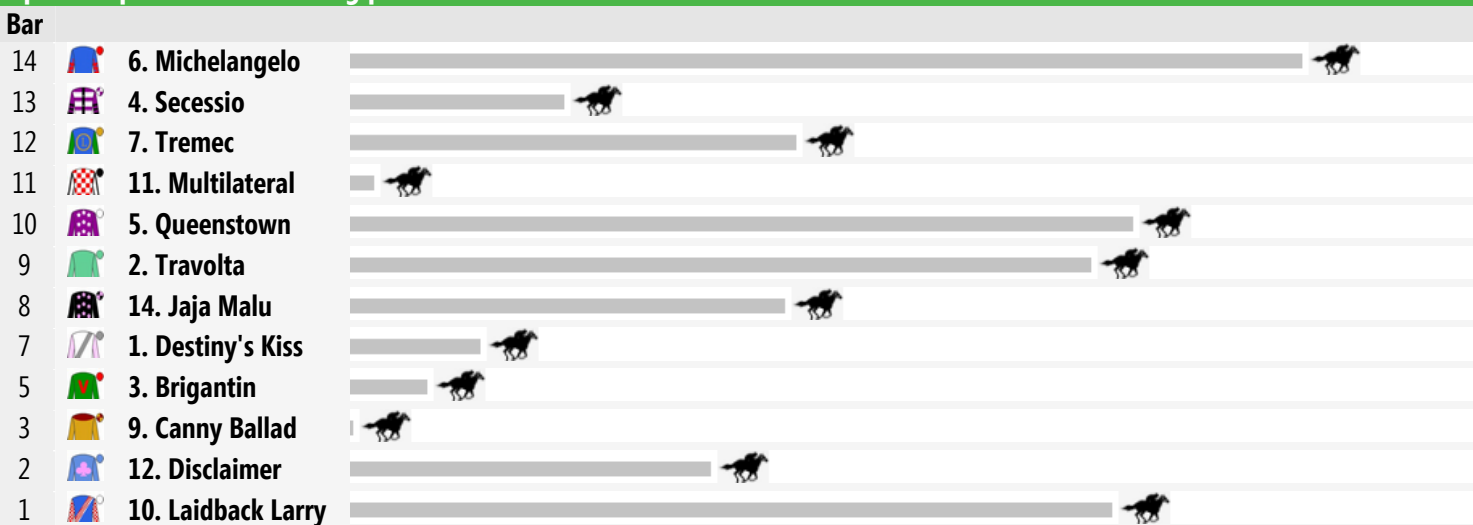 Bar
14 6. Michelangelo
13 4. Secessio
12 7. Tremec
11 11. Multilateral
10 5. Queenstown
9 2. Travolta
8 14. Jaja Malu
7 1. Destiny's Kiss
5 3. Brigantin
3 9. Canny Ballad
2 12. Disclaimer
1 10. Laidback Larry